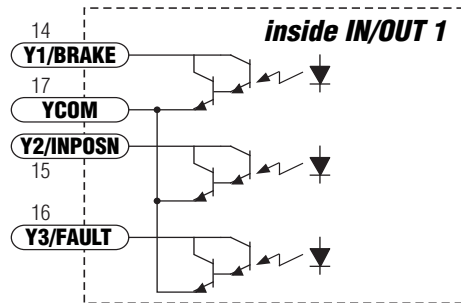 inside IN/OUT 1
14
Y1/BRAKE
17
YCOM
Y2/INPOSN
15
16
Y3/FAULT